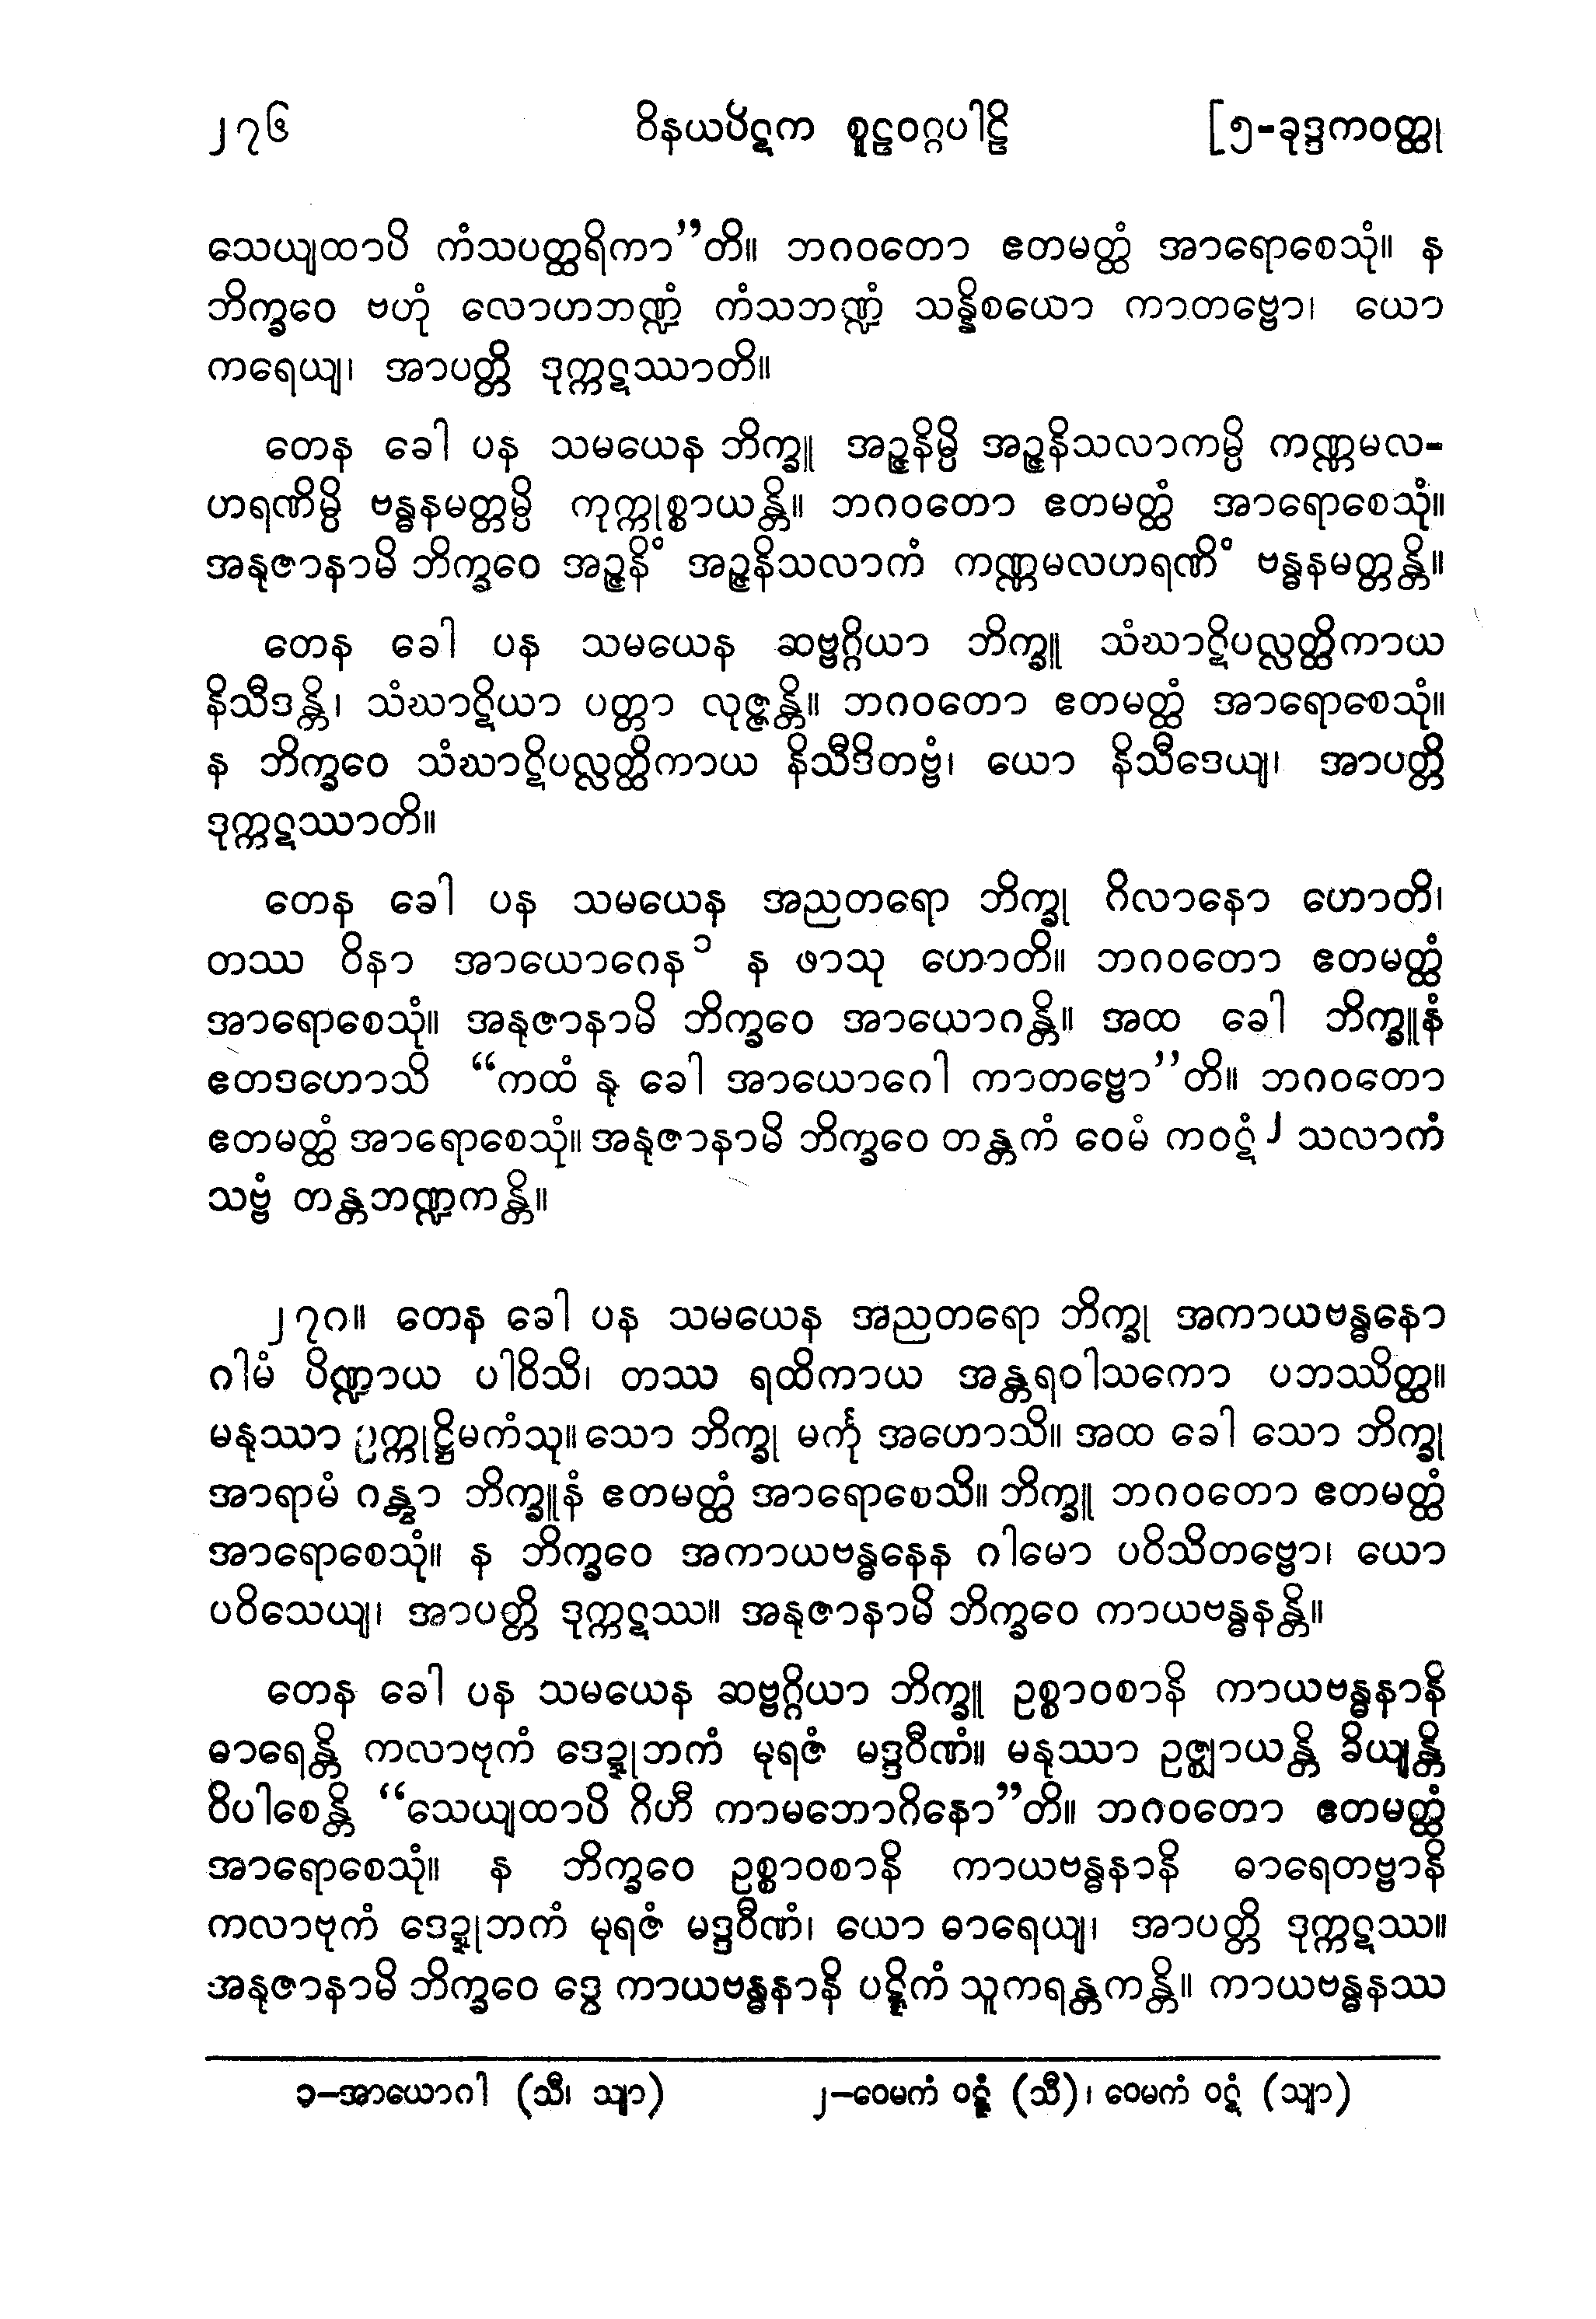 ၂၇၆ ဝိနယပိဋက စူဠဝဂ္ဂပါဠိ [၅-ခုဒ္ဒကဝတ္ထု
သေယျထာပိ ကံသပတ္ထရိကာ”တိ။ ဘဂဝတော ဧတမတ္ထံ အာရောစေသုံ။ န
ဘိက္ခဝေ ဗဟုံ လောဟဘဏ္ဍံ ကံသဘဏ္ဍံ သန္နိစယော ကာတဗ္ဗော၊ ယော
ကရေယျ၊ အာပတ္တိ ဒုက္ကဋဿာတိ။
တေန ခေါ ပန သမယေန ဘိက္ခူ အဉ္ဇနိမ္ပိ အဉ္ဇနိသလာကမ္ပိ ကဏ္ဏမလ-
ဟရဏိမ္ပိ ဗန္ဓနမတ္တမ္ပိ ကုက္ကုစ္စာယန္တိ။ ဘဂဝတော ဧတမတ္ထံ အာရောစေသုံ။
အနုဇာနာမိ ဘိက္ခဝေ အဉ္ဇနိံ အဉ္ဇနိသလာကံ ကဏ္ဏမလဟရဏိံ ဗန္ဓနမတ္တန္တိ။
တေန ခေါ ပန သမယေန ဆဗ္ဗဂ္ဂိယာ ဘိက္ခူ သံဃာဋိပလ္လတ္ထိကာယ
နိသီဒန္တိ၊ သံဃာဋိယာ ပတ္တာ လုဇ္ဇန္တိ။ ဘဂဝတော ဧတမတ္ထံ အာရောစေသုံ။
န ဘိက္ခဝေ သံဃာဋိပလ္လတ္ထိကာယ နိသီဒိတဗ္ဗံ၊ ယော နိသီဒေယျ၊ အာပတ္တိ
ဒုက္ကဋဿာတိ။
တေန ခေါ ပန သမယေန အညတရော ဘိက္ခု ဂိလာနော ဟောတိ၊
တဿ ဝိနာ အာယောဂေန ၁ န ဖာသု ဟောတိ။ ဘဂဝတော ဧတမတ္ထံ
အာရောစေသုံ။ အနုဇာနာမိ ဘိက္ခဝေ အာယောဂန္တိ။ အထ ခေါ ဘိက္ခူနံ
ဧတဒဟောသိ “ကထံ နု ခေါ အာယောဂေါ ကာတဗ္ဗော”တိ။ ဘဂဝတော
ဧတမတ္ထံ အာရောစေသုံ။ အနုဇာနာမိ ဘိက္ခဝေ တန္တကံ ဝေမံ ကဝဋံ ၂ သလာကံ
သဗ္ဗံ တန္တဘဏ္ဍကန္တိ။
၂၇၈။ တေန ခေါ ပန သမယေန အညတရော ဘိက္ခု အကာယဗန္ဓနော
ဂါမံ ပိဏ္ဍာယ ပါဝိသိ၊ တဿ ရထိကာယ အန္တရဝါသကော ပဘဿိတ္ထ။
မနုဿာ ဥက္ကုဋ္ဌိမကံသု။ သော ဘိက္ခု မင်္ကု အဟောသိ။ အထ ခေါ သော ဘိက္ခု
အာရာမံ ဂန္တွာ ဘိက္ခူနံ ဧတမတ္ထံ အာရောစေသိ။ ဘိက္ခူ ဘဂဝတော ဧတမတ္ထံ
အာရောစေသုံ။ န ဘိက္ခဝေ အကာယဗန္ဓနေန ဂါမော ပဝိသိတဗ္ဗော၊ ယော
ပဝိသေယျ၊ အာပတ္တိ ဒုက္ကဋဿ။ အနုဇာနာမိ ဘိက္ခဝေ ကာယဗန္ဓနန္တိ။
တေန ခေါ ပန သမယေန ဆဗ္ဗဂ္ဂိယာ ဘိက္ခူ ဥစ္စာဝစာနိ ကာယဗန္ဓနာနိ
ဓာရေန္တိ ကလာဗုကံ ဒေဍ္ဍုဘကံ မုရဇံ မဒ္ဒဝီဏံ။ မနုဿာ ဥဇ္ဈာယန္တိ ခိယျန္တိ
ဝိပါစေန္တိ “သေယျထာပိ ဂိဟီ ကာမဘောဂိနော”တိ။ ဘဂဝတော ဧတမတ္ထံ
အာရောစေသုံ။ န ဘိက္ခဝေ ဥစ္စာဝစာနိ ကာယဗန္ဓနာနိ ဓာရေတဗ္ဗာနိ
ကလာဗုကံ ဒေဍ္ဍုဘကံ မုရဇံ မဒ္ဒဝီဏံ၊ ယော ဓာရေယျ၊ အာပတ္တိ ဒုက္ကဋဿ။
အနုဇာနာမိ ဘိက္ခဝေ ဒွေ ကာယဗန္ဓနာနိ ပဋ္ဋိကံ သူကရန္တကန္တိ။ ကာယဗန္ဓနဿ
၁–အာယောဂါ (သီ၊ သျာ) ၂–ဝေမကံ ဝဋ္ဋံ (သီ)၊ ဝေမကံ ဝဋံ (သျာ)